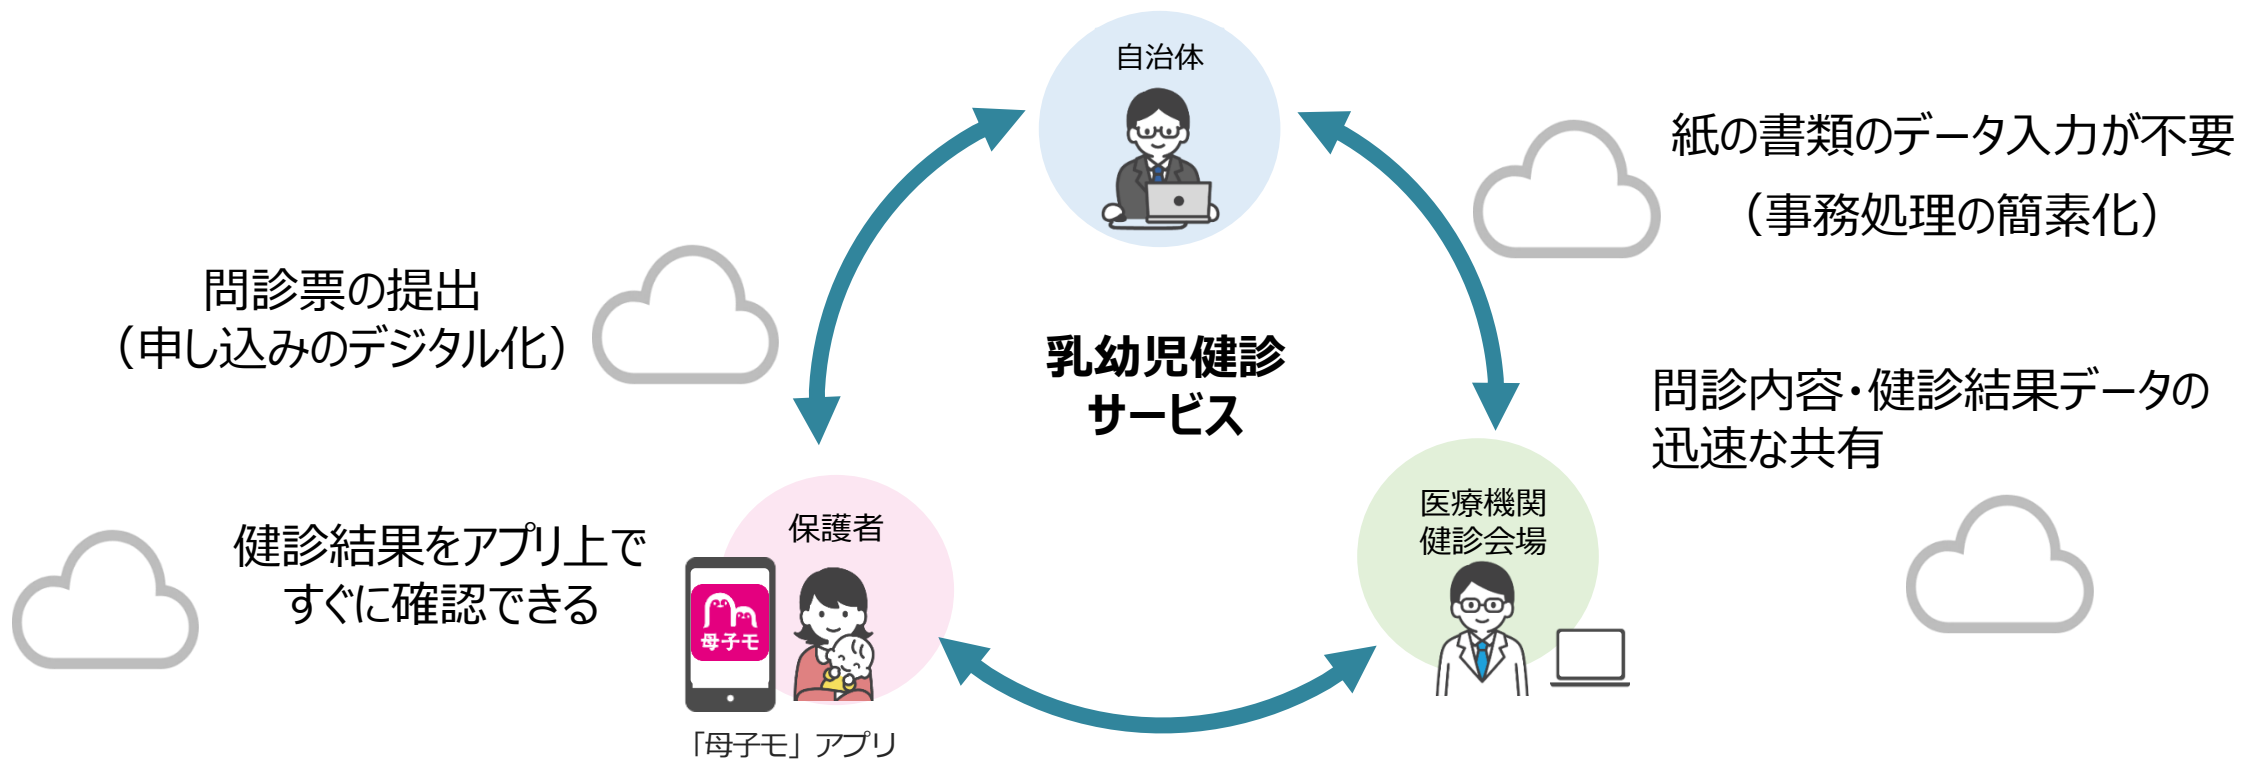 自治体
紙の書類のデータ入力が不要
（事務処理の簡素化）
問診票の提出
（申し込みのデジタル化）
乳幼児健診
サービス
問診内容・健診結果データの
迅速な共有
健診結果をアプリ上で
すぐに確認できる
保護者
母子モ
「母子モ」アプリ
医療機関
健診会場